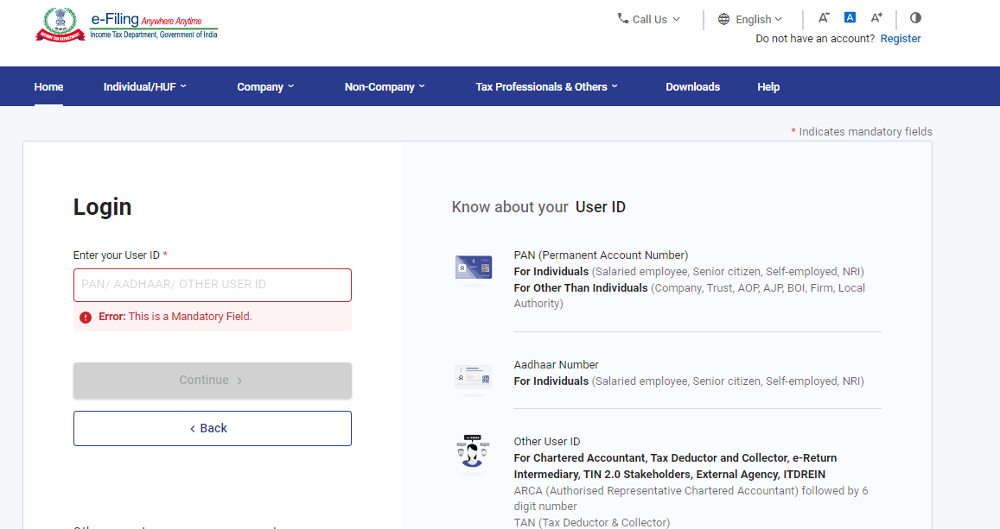 e-Filing Anywhere Anytime
Income Tax Department, Government of India
INCOME TAX DEPARTMENT
Call Us
English
A-
A
A+
Do not have an account? Register
Home
Individual/HUF
Company
Non-Company
Tax Professionals & Others
Downloads
Help
* Indicates mandatory fields
Login
Enter your User ID *
PAN/ AADHAAR/ OTHER USER ID
Error: This is a Mandatory Field.
Continue >
< Back
Know about your User ID
PAN (Permanent Account Number)
For Individuals (Salaried employee, Senior citizen, Self-employed, NRI)
For Other Than Individuals (Company, Trust, AOP, AJP, BOI, Firm, Local
Authority)
Aadhaar Number
For Individuals (Salaried employee, Senior citizen, Self-employed, NRI)
Other User ID
For Chartered Accountant, Tax Deductor and Collector, e-Return
Intermediary, TIN 2.0 Stakeholders, External Agency, ITDREIN
ARCA (Authorised Representative Chartered Accountant) followed by 6
digit number
TAN (Tax Deductor & Collector)